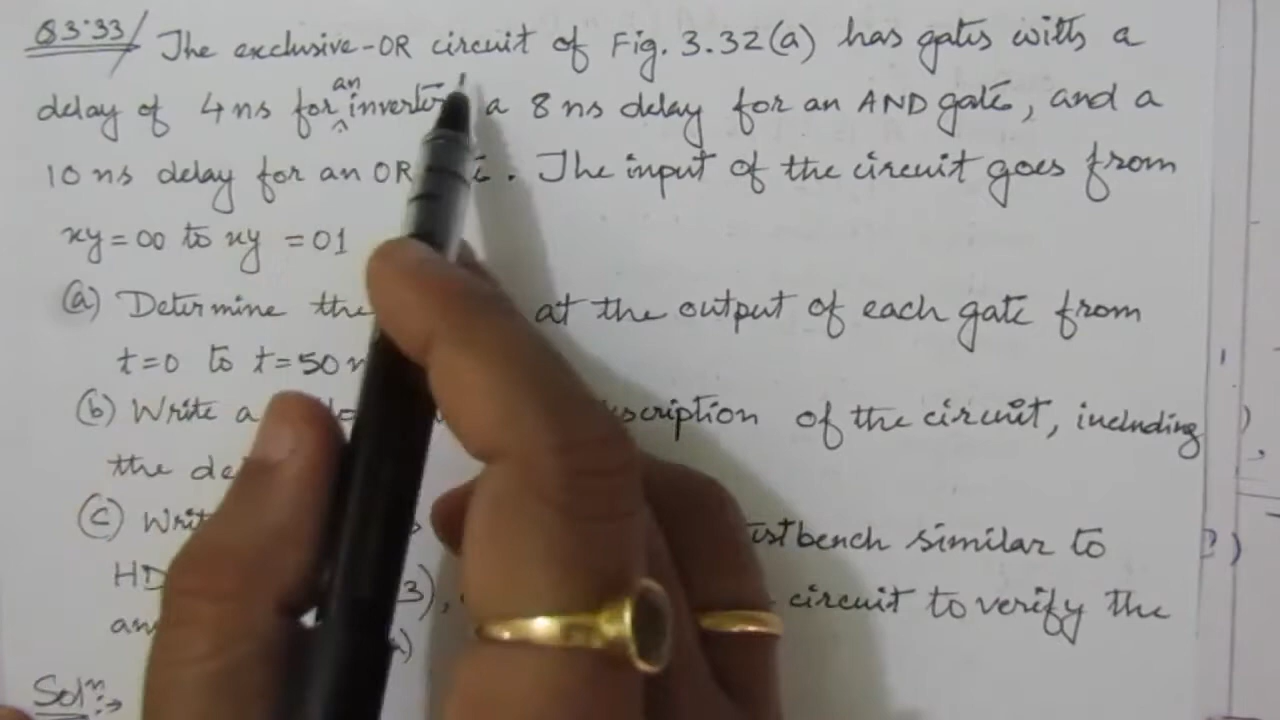 Q3.33/ The exclusive-OR circuit of Fig. 3.32(a) has gates with a
delay of 4 ns for an inverter a 8 ns delay for an AND gate, and a
10 ns delay for an OR . The input of the circuit goes from
xy = 00 to xy = 01
(a) Determine the at the output of each gate from
t=0 to t=50
(b) Write a of the circuit, including
the
(c) similar to
HD 3), circuit to verify the
a)
Solⁿ:→